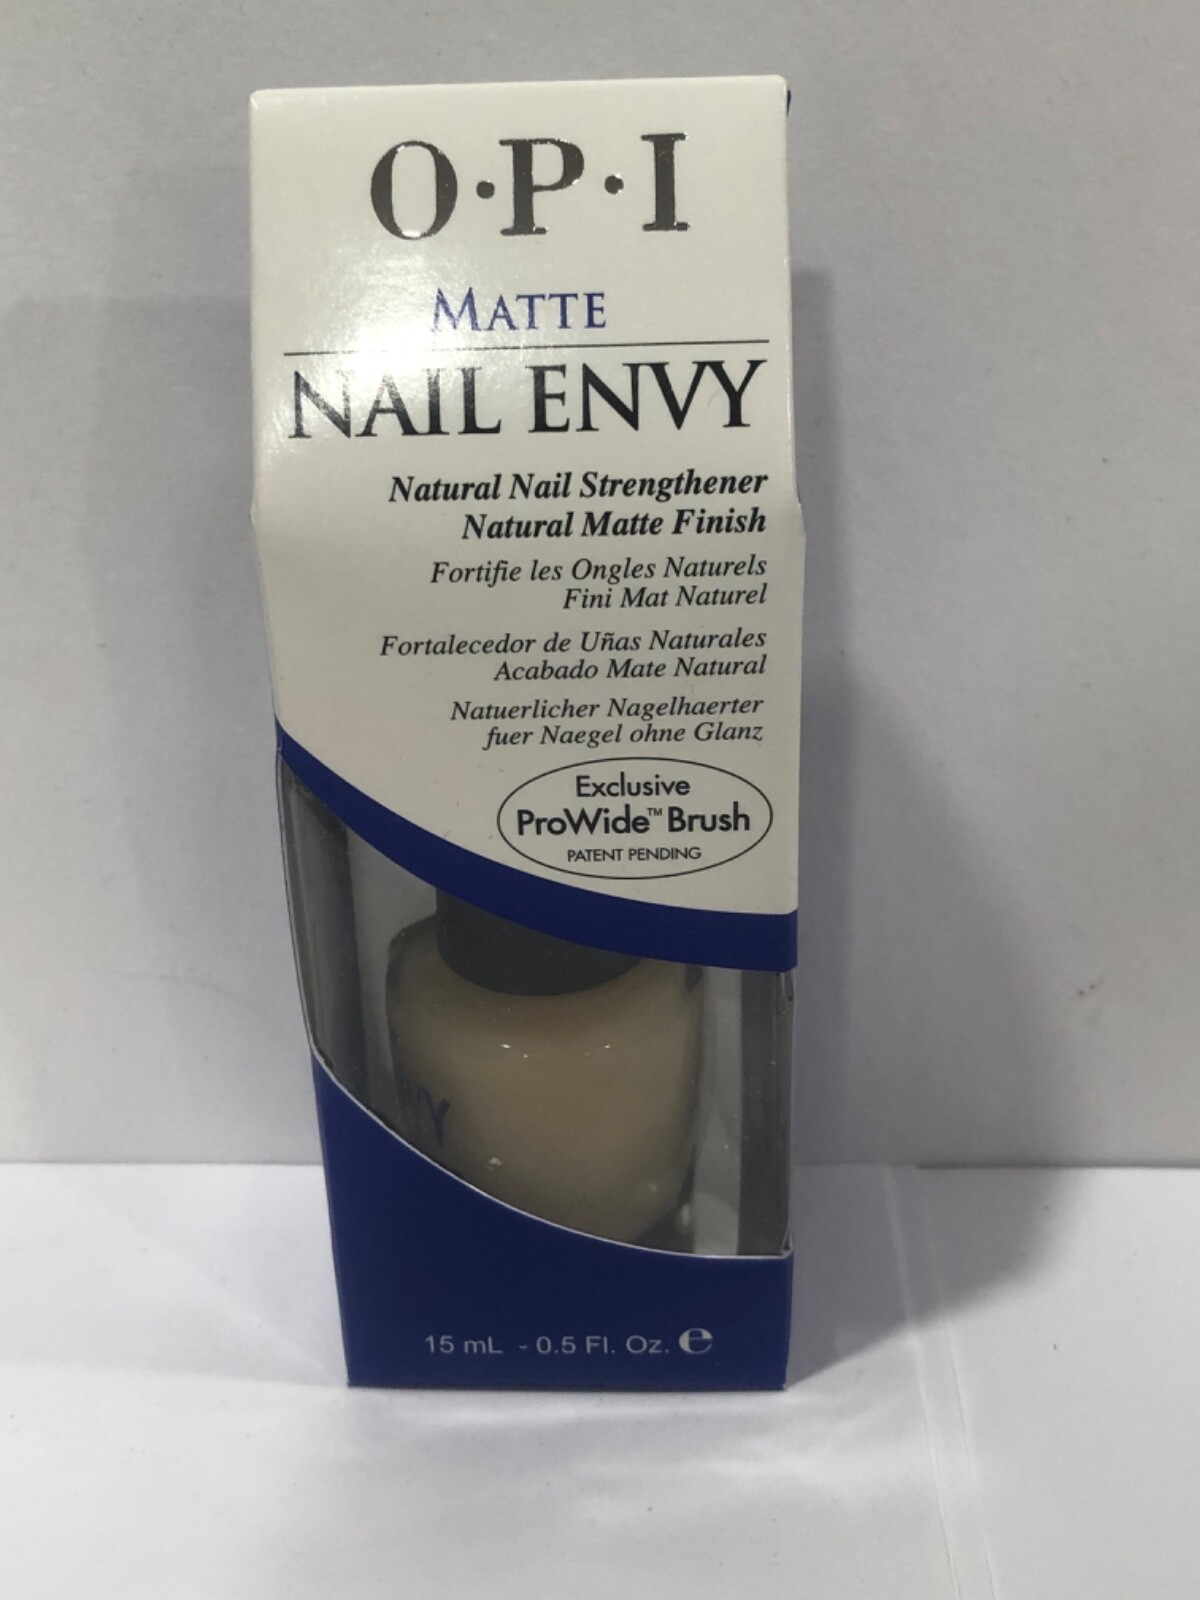 O·P·I
MATTE
NAIL ENVY
Natural Nail Strengthener
Natural Matte Finish
Fortifie les Ongles Naturels
Fini Mat Naturel
Fortalecedor de Uñas Naturales
Acabado Mate Natural
Natuerlicher Nagelhaerter
fuer Naegel ohne Glanz
Exclusive
ProWide™ Brush
PATENT PENDING
VY
15 mL - 0.5 Fl. Oz. ℮